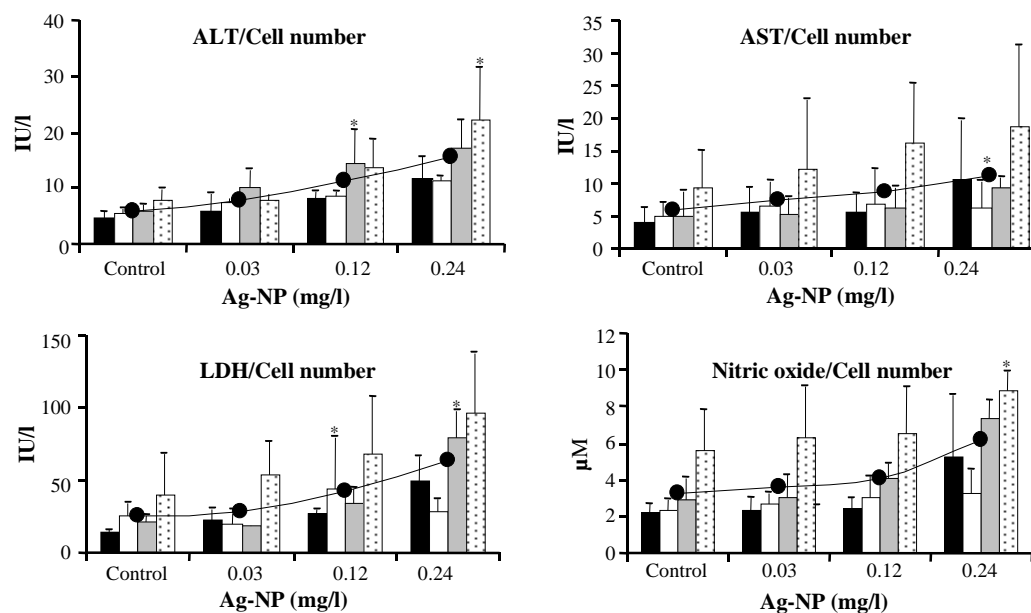 ALT/Cell number
40
30
20
10
0
IU/l
*
*
Control 0.03 0.12 0.24
Ag-NP (mg/l)
AST/Cell number
35
30
25
20
15
10
5
0
IU/l
*
Control 0.03 0.12 0.24
Ag-NP (mg/l)
LDH/Cell number
150
100
50
0
IU/l
*
*
Control 0.03 0.12 0.24
Ag-NP (mg/l)
Nitric oxide/Cell number
12
10
8
6
4
2
0
µM
*
Control 0.03 0.12 0.24
Ag-NP (mg/l)